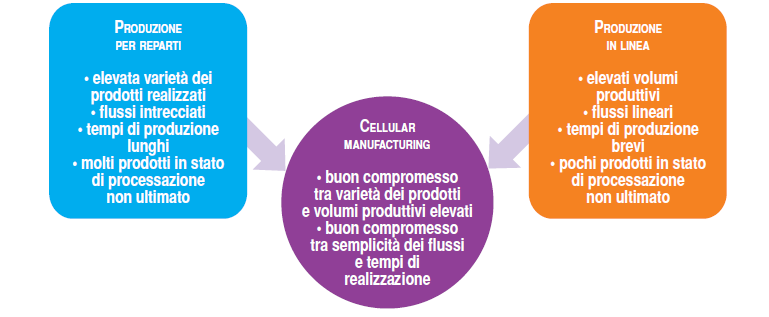 PRODUZIONE
PER REPARTI
• elevata varietà dei
prodotti realizzati
• flussi intrecciati
• tempi di produzione
lunghi
• molti prodotti in stato
di processazione
non ultimato
CELLULAR
MANUFACTURING
• buon compromesso
tra varietà dei prodotti
e volumi produttivi elevati
• buon compromesso
tra semplicità dei flussi
e tempi di
realizzazione
PRODUZIONE
IN LINEA
• elevati volumi
produttivi
• flussi lineari
• tempi di produzione
brevi
• pochi prodotti in stato
di processazione
non ultimato